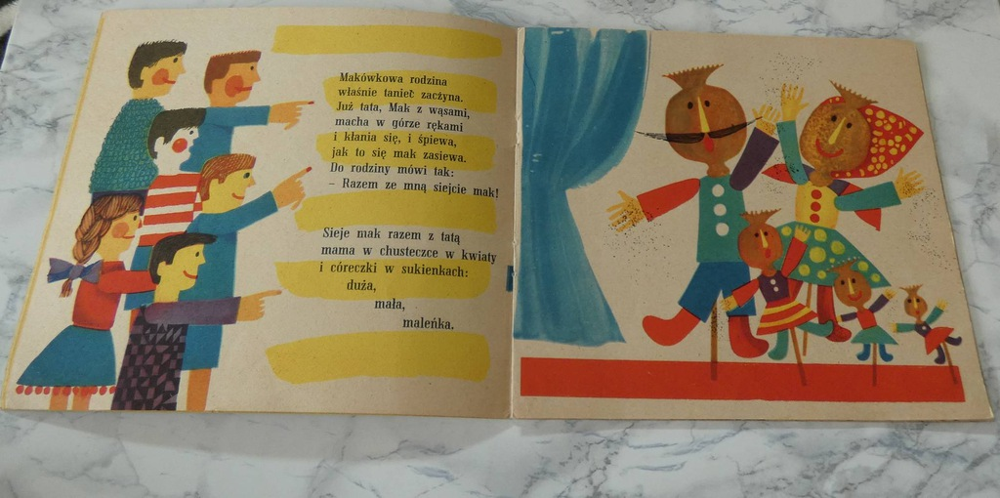 Makówkowa rodzina
właśnie taniec zaczyna.
Już tata, Mak z wąsami,
macha w górze rękami
i kłania się, i śpiewa,
jak to się mak zasiewa.
Do rodziny mówi tak:
– Razem ze mną siejcie mak!
Sieje mak razem z tatą
mama w chusteczce w kwiaty
i córeczki w sukienkach:
duża,
mała,
maleńka.